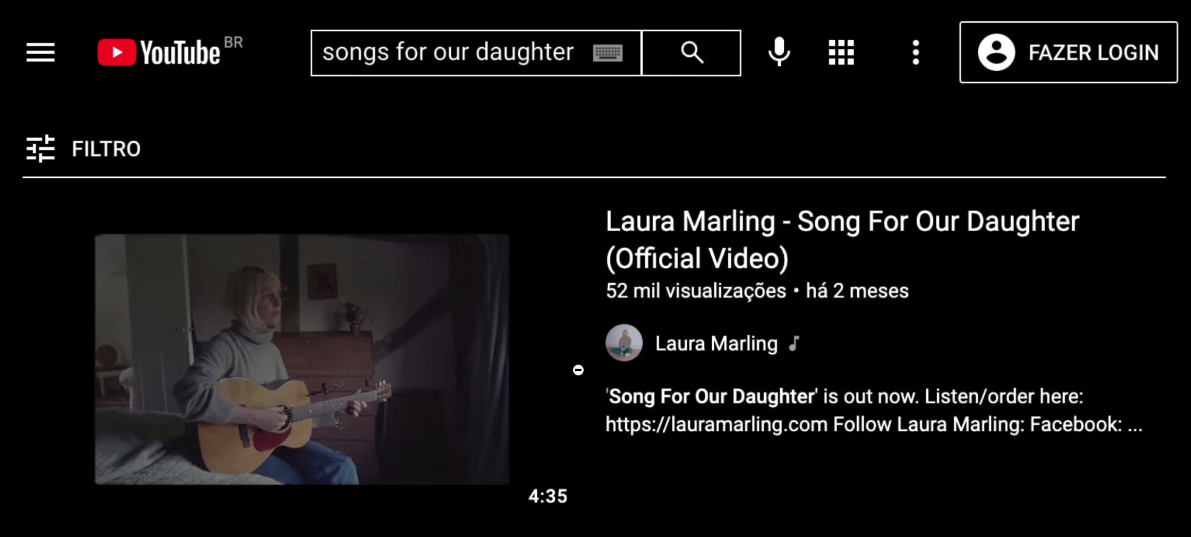 YouTube BR
songs for our daughter
FAZER LOGIN
FILTRO
Laura Marling - Song For Our Daughter
(Official Video)
52 mil visualizações • há 2 meses
Laura Marling
'Song For Our Daughter' is out now. Listen/order here:
https://lauramarling.com Follow Laura Marling: Facebook: ...
4:35